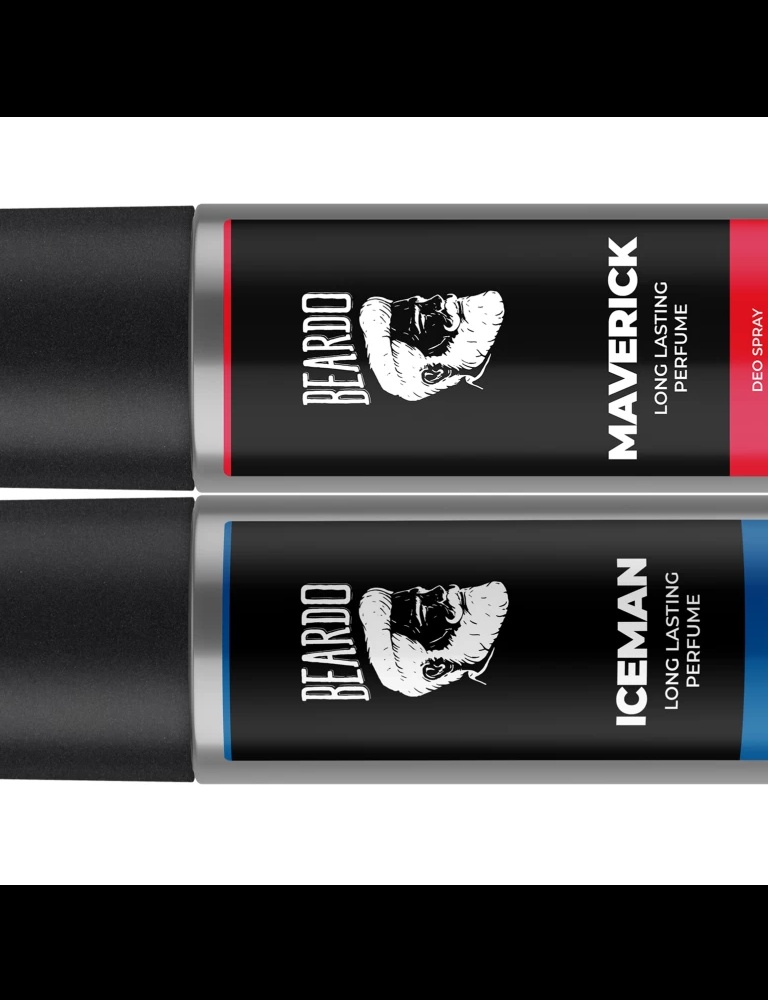 BEARDO
MAVERICK
LONG LASTING
PERFUME
DEO SPRAY
BEARDO
ICEMAN
LONG LASTING
PERFUME